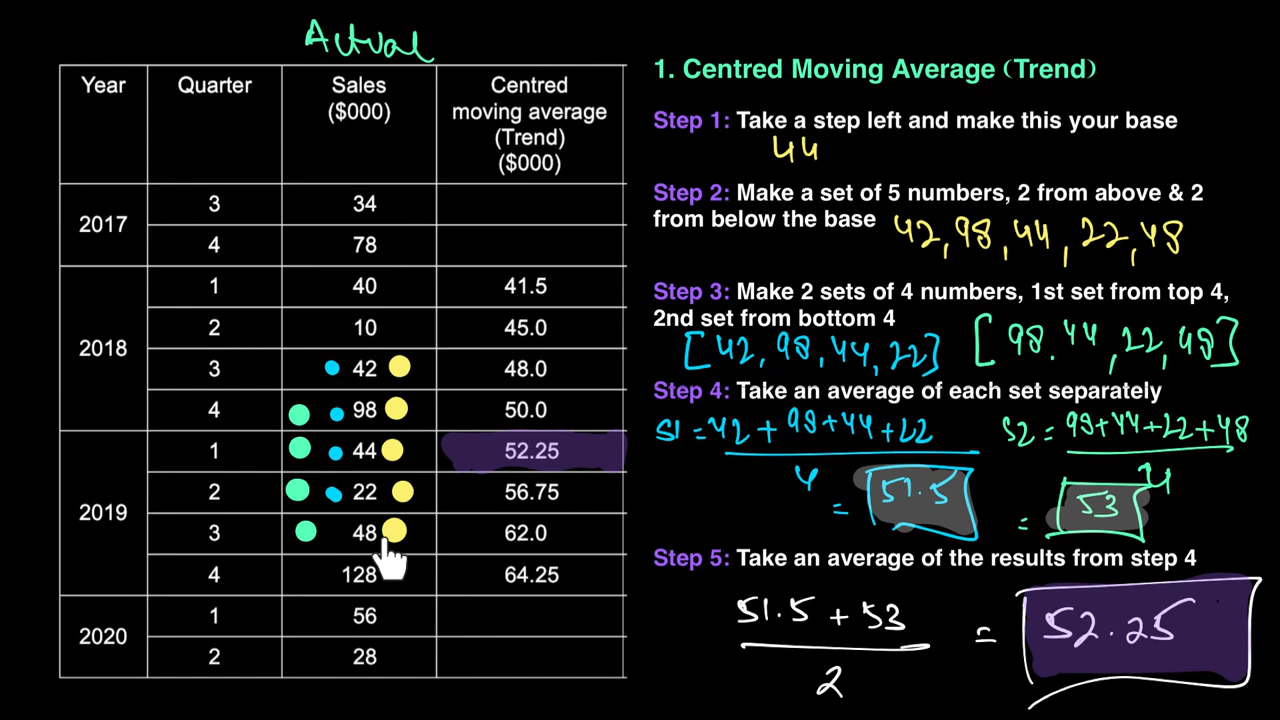 Actual
Year Quarter Sales ($000) Centred moving average (Trend) ($000)
2017 3 34
4 78
2018 1 40 41.5
2 10 45.0
3 42 48.0
4 98 50.0
2019 1 44 52.25
2 22 56.75
3 48 62.0
4 128 64.25
2020 1 56
2 28
1. Centred Moving Average (Trend)
Step 1: Take a step left and make this your base
44
Step 2: Make a set of 5 numbers, 2 from above & 2
from below the base 42, 98, 44, 22, 48
Step 3: Make 2 sets of 4 numbers, 1st set from top 4,
2nd set from bottom 4
[42, 98, 44, 22] [98. 44, 22, 48]
Step 4: Take an average of each set separately
S1 = 42 + 98 + 44 + 22 S2 = 98 + 44 + 22 + 48
4 4
= 51.5 = 53
Step 5: Take an average of the results from step 4
51.5 + 53 = 52.25
2